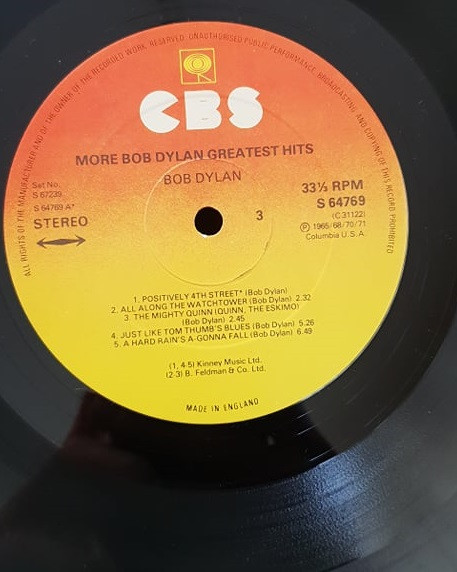 ALL RIGHTS OF THE MANUFACTURER AND OF THE OWNER OF THE RECORDED WORK RESERVED. UNAUTHORISED PUBLIC PERFORMANCE, BROADCASTING AND COPYING OF THIS RECORD PROHIBITED
CBS
MORE BOB DYLAN GREATEST HITS
BOB DYLAN
Set No.
S 67239
S 64769 A*
STEREO
3
33⅓ RPM
S 64769
(C 31122)
℗ 1965/68/70/71
Columbia U.S.A.
1. POSITIVELY 4TH STREET* (Bob Dylan)
2. ALL ALONG THE WATCHTOWER (Bob Dylan) 2.32
3. THE MIGHTY QUINN (QUINN, THE ESKIMO)
(Bob Dylan) 2.45
4. JUST LIKE TOM THUMB'S BLUES (Bob Dylan) 5.26
5. A HARD RAIN'S A-GONNA FALL (Bob Dylan) 6.49
(1, 4-5) Kinney Music Ltd.
(2-3) B. Feldman & Co. Ltd.
MADE IN ENGLAND